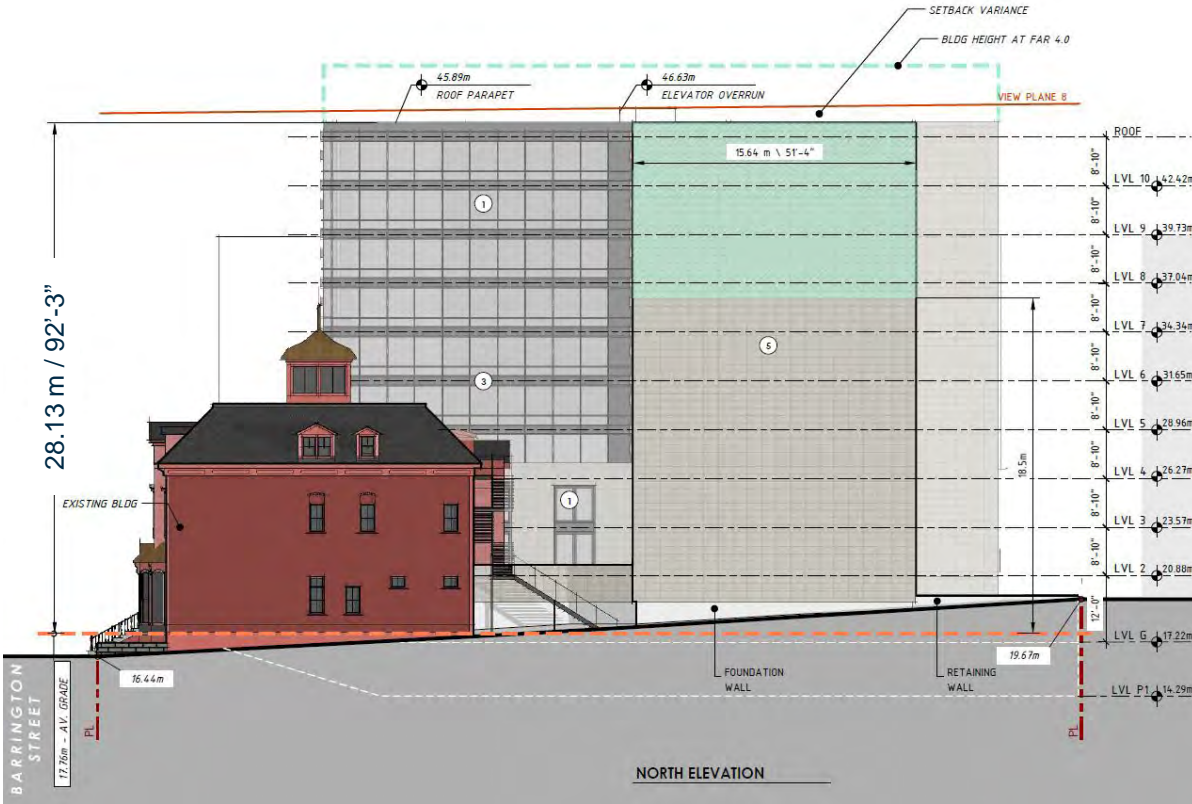 SETBACK VARIANCE
BLDG HEIGHT AT FAR 4.0
45.89m
ROOF PARAPET
46.63m
ELEVATOR OVERRUN
VIEW PLANE 8
ROOF
15.64 m \ 51'-4"
8'-10"
LVL 10 42.42m
1
8'-10"
LVL 9 39.73m
8'-10"
LVL 8 37.04m
8'-10"
LVL 7 34.34m
5
8'-10"
LVL 6 31.65m
3
8'-10"
LVL 5 28.96m
8'-10"
LVL 4 26.27m
18.5m
1
8'-10"
LVL 3 23.57m
8'-10"
LVL 2 20.88m
12'-0"
LVL G 17.22m
LVL P1 14.29m
28.13 m / 92'-3"
EXISTING BLDG
16.44m
19.67m
FOUNDATION
WALL
RETAINING
WALL
PL
PL
BARRINGTON
STREET
17.76m - AV. GRADE
NORTH ELEVATION